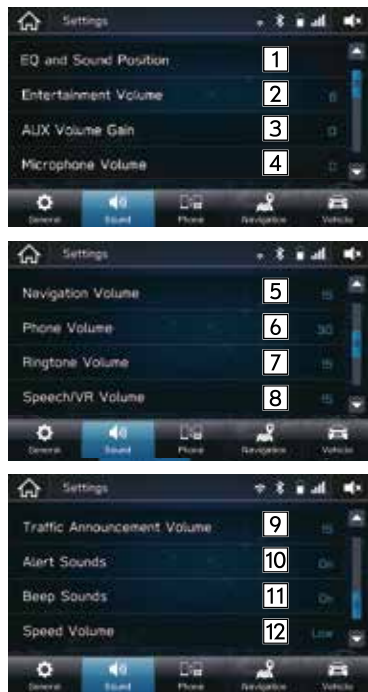 Settings
EQ and Sound Position 1
Entertainment Volume 2 6
AUX Volume Gain 3 0
Microphone Volume 4 0
General Sound Phone Navigation Vehicle
Settings
Navigation Volume 5 15
Phone Volume 6 30
Ringtone Volume 7 15
Speech/VR Volume 8 15
General Sound Phone Navigation Vehicle
Settings
Traffic Announcement Volume 9 15
Alert Sounds 10 On
Beep Sounds 11 On
Speed Volume 12 Low
General Sound Phone Navigation Vehicle